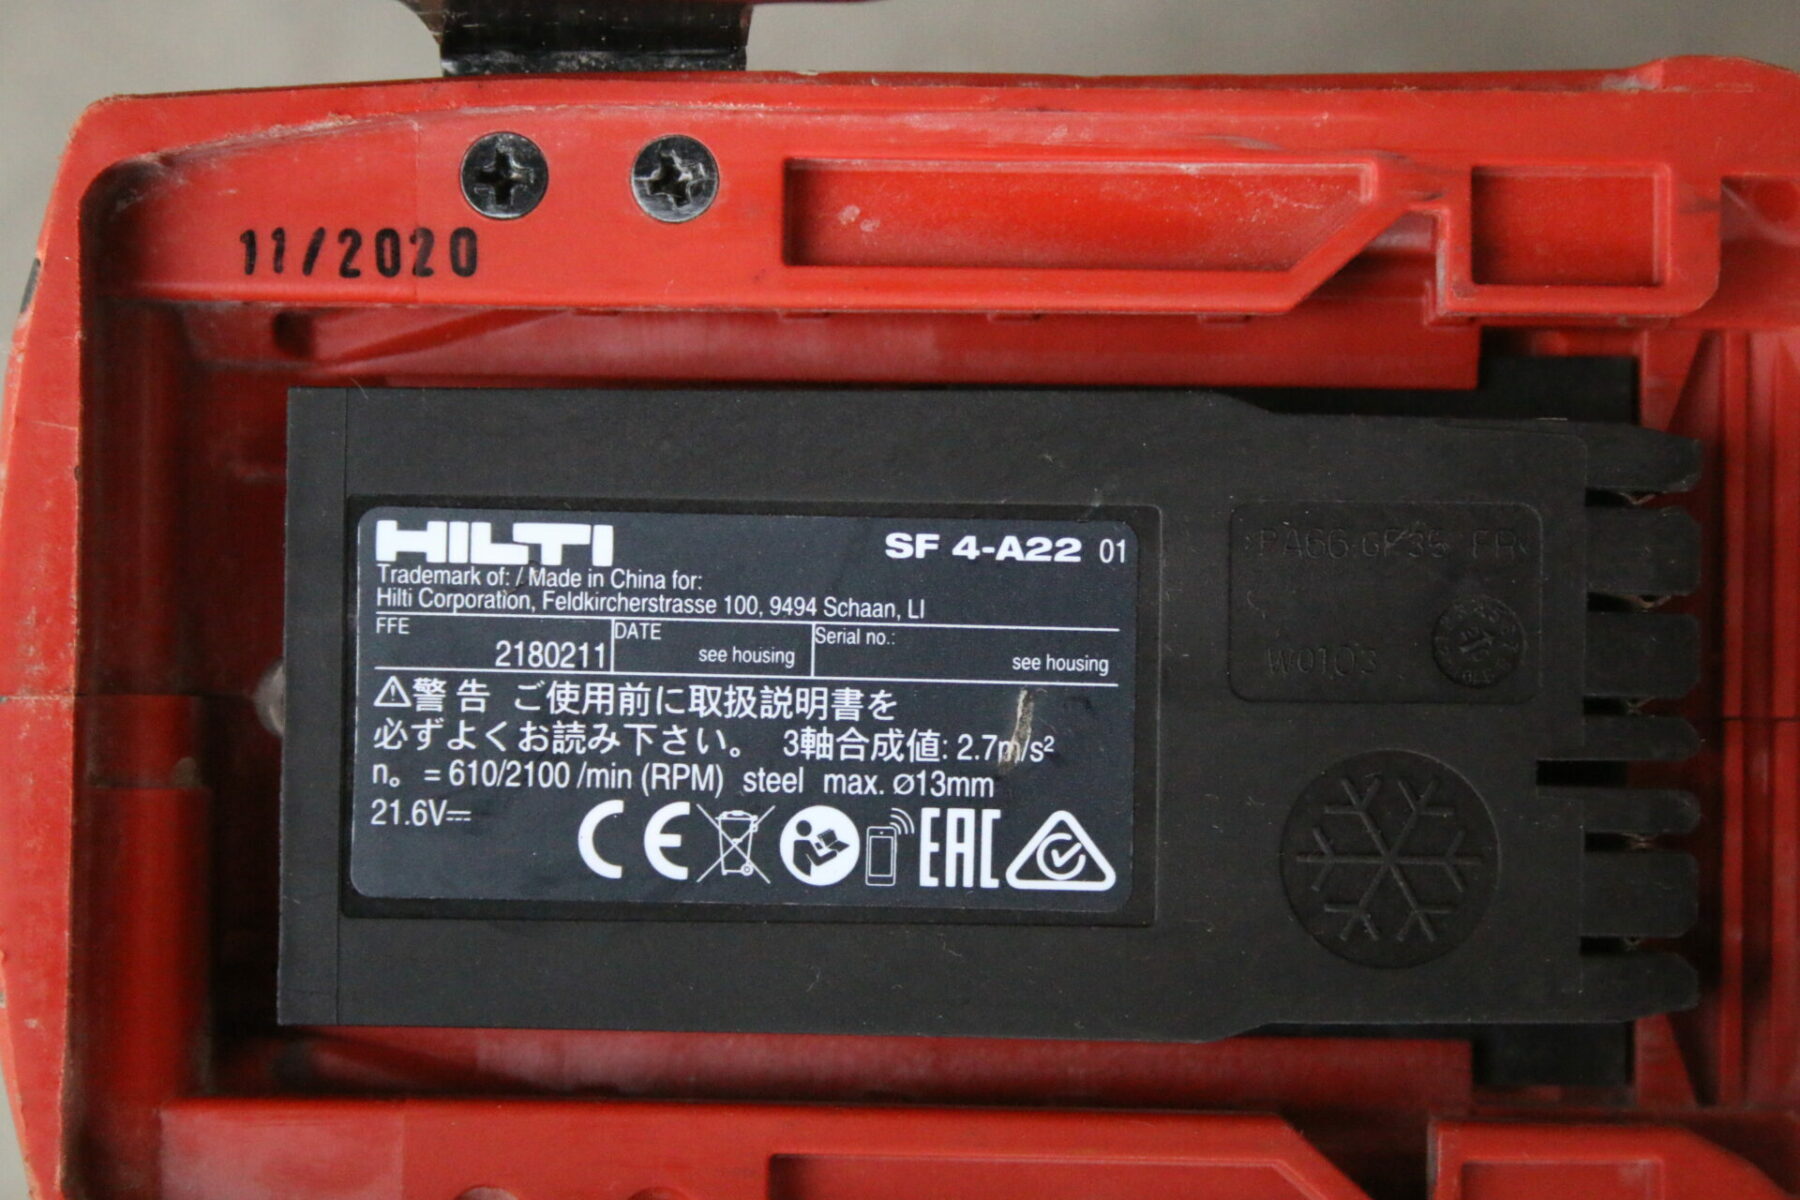 11/2020
HILTI
SF 4-A22 01
Trademark of: / Made in China for:
Hilti Corporation, Feldkircherstrasse 100, 9494 Schaan, LI
FFE 2180211
DATE see housing
Serial no.: see housing
⚠警告 ご使用前に取扱説明書を
必ずよくお読み下さい。 3軸合成値: 2.7m/s²
n₀ = 610/2100 /min (RPM) steel max. ⌀13mm
21.6V⎓
CE EAC
>PA66-GF35 FR<
W0103